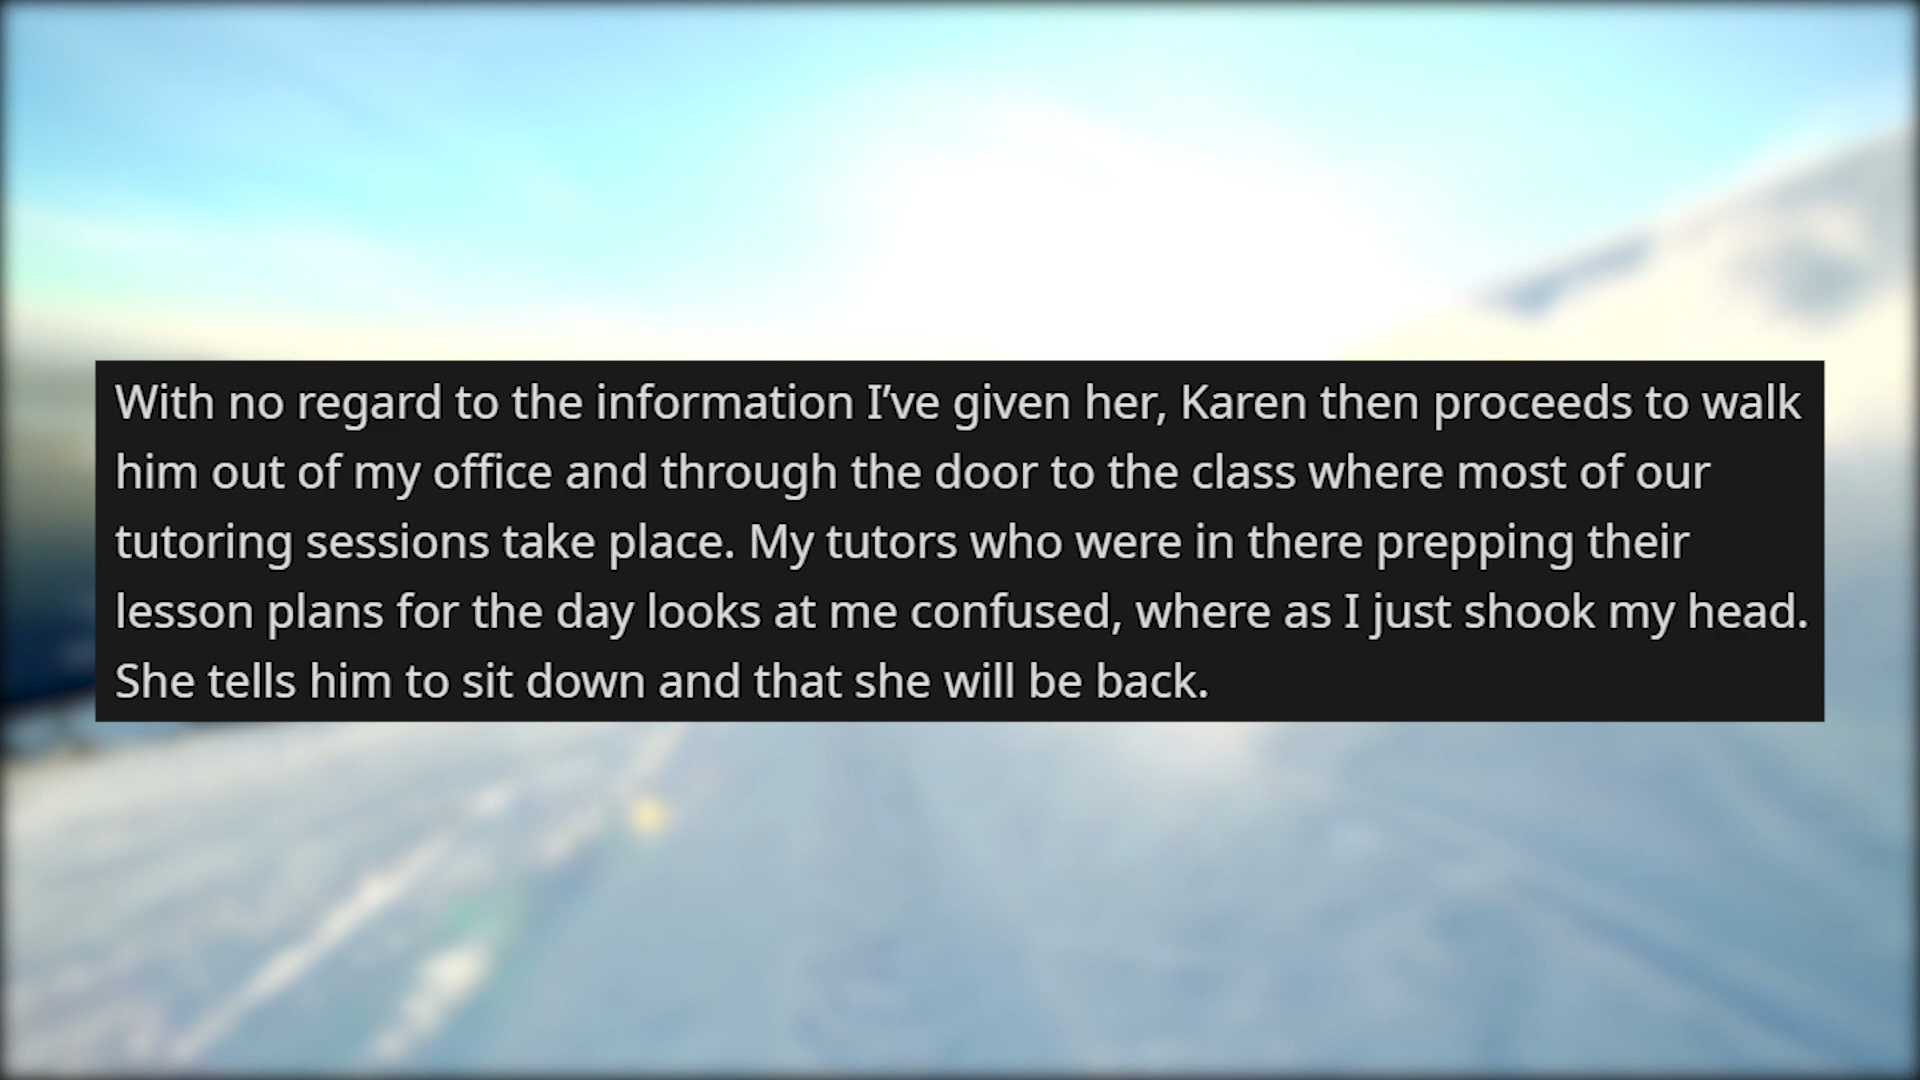 With no regard to the information I’ve given her, Karen then proceeds to walk
him out of my office and through the door to the class where most of our
tutoring sessions take place. My tutors who were in there prepping their
lesson plans for the day looks at me confused, where as I just shook my head.
She tells him to sit down and that she will be back.